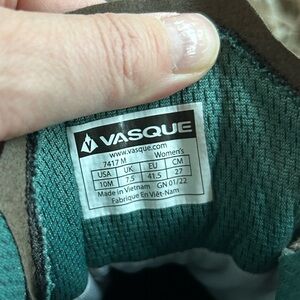 VASQUE
www.vasque.com
7417 M Women's
USA UK EU CM
10M 7.5 41.5 27
Made in Vietnam GN 01/22
Fabriqué En Viêt-Nam